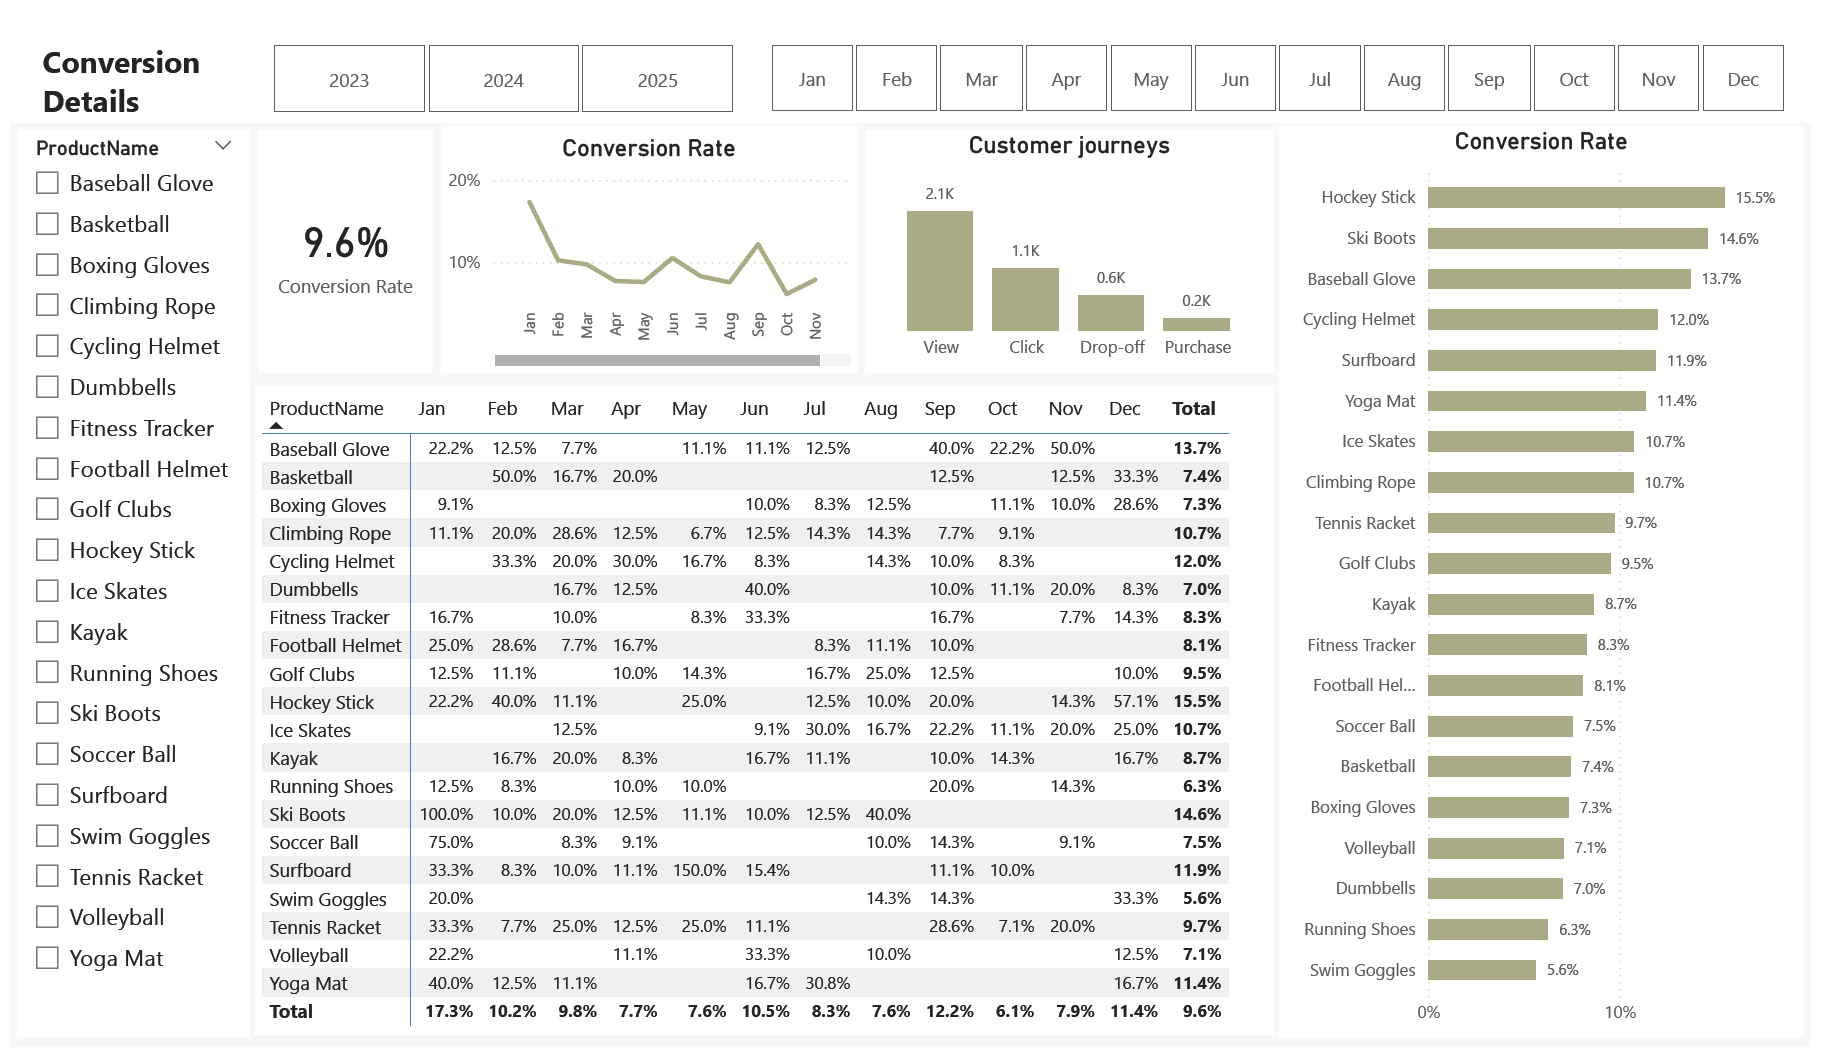 Conversion
Details
2023 2024 2025 Jan Feb Mar Apr May Jun Jul Aug Sep Oct Nov Dec
ProductName
Baseball Glove
Basketball
Boxing Gloves
Climbing Rope
Cycling Helmet
Dumbbells
Fitness Tracker
Football Helmet
Golf Clubs
Hockey Stick
Ice Skates
Kayak
Running Shoes
Ski Boots
Soccer Ball
Surfboard
Swim Goggles
Tennis Racket
Volleyball
Yoga Mat
9.6%
Conversion Rate
Conversion Rate
20%
10%
Jan Feb Mar Apr May Jun Jul Aug Sep Oct Nov
Customer journeys
2.1K
1.1K
0.6K
0.2K
View Click Drop-off Purchase
ProductName Jan Feb Mar Apr May Jun Jul Aug Sep Oct Nov Dec Total
Baseball Glove 22.2% 12.5% 7.7% 11.1% 11.1% 12.5% 40.0% 22.2% 50.0% 13.7%
Basketball 50.0% 16.7% 20.0% 12.5% 12.5% 33.3% 7.4%
Boxing Gloves 9.1% 10.0% 8.3% 12.5% 11.1% 10.0% 28.6% 7.3%
Climbing Rope 11.1% 20.0% 28.6% 12.5% 6.7% 12.5% 14.3% 14.3% 7.7% 9.1% 10.7%
Cycling Helmet 33.3% 20.0% 30.0% 16.7% 8.3% 14.3% 10.0% 8.3% 12.0%
Dumbbells 16.7% 12.5% 40.0% 10.0% 11.1% 20.0% 8.3% 7.0%
Fitness Tracker 16.7% 10.0% 8.3% 33.3% 16.7% 7.7% 14.3% 8.3%
Football Helmet 25.0% 28.6% 7.7% 16.7% 8.3% 11.1% 10.0% 8.1%
Golf Clubs 12.5% 11.1% 10.0% 14.3% 16.7% 25.0% 12.5% 10.0% 9.5%
Hockey Stick 22.2% 40.0% 11.1% 25.0% 12.5% 10.0% 20.0% 14.3% 57.1% 15.5%
Ice Skates 12.5% 9.1% 30.0% 16.7% 22.2% 11.1% 20.0% 25.0% 10.7%
Kayak 16.7% 20.0% 8.3% 16.7% 11.1% 10.0% 14.3% 16.7% 8.7%
Running Shoes 12.5% 8.3% 10.0% 10.0% 20.0% 14.3% 6.3%
Ski Boots 100.0% 10.0% 20.0% 12.5% 11.1% 10.0% 12.5% 40.0% 14.6%
Soccer Ball 75.0% 8.3% 9.1% 10.0% 14.3% 9.1% 7.5%
Surfboard 33.3% 8.3% 10.0% 11.1% 150.0% 15.4% 11.1% 10.0% 11.9%
Swim Goggles 20.0% 14.3% 14.3% 33.3% 5.6%
Tennis Racket 33.3% 7.7% 25.0% 12.5% 25.0% 11.1% 28.6% 7.1% 20.0% 9.7%
Volleyball 22.2% 11.1% 33.3% 10.0% 12.5% 7.1%
Yoga Mat 40.0% 12.5% 11.1% 16.7% 30.8% 16.7% 11.4%
Total 17.3% 10.2% 9.8% 7.7% 7.6% 10.5% 8.3% 7.6% 12.2% 6.1% 7.9% 11.4% 9.6%
Conversion Rate
Hockey Stick 15.5%
Ski Boots 14.6%
Baseball Glove 13.7%
Cycling Helmet 12.0%
Surfboard 11.9%
Yoga Mat 11.4%
Ice Skates 10.7%
Climbing Rope 10.7%
Tennis Racket 9.7%
Golf Clubs 9.5%
Kayak 8.7%
Fitness Tracker 8.3%
Football Hel... 8.1%
Soccer Ball 7.5%
Basketball 7.4%
Boxing Gloves 7.3%
Volleyball 7.1%
Dumbbells 7.0%
Running Shoes 6.3%
Swim Goggles 5.6%
0% 10%